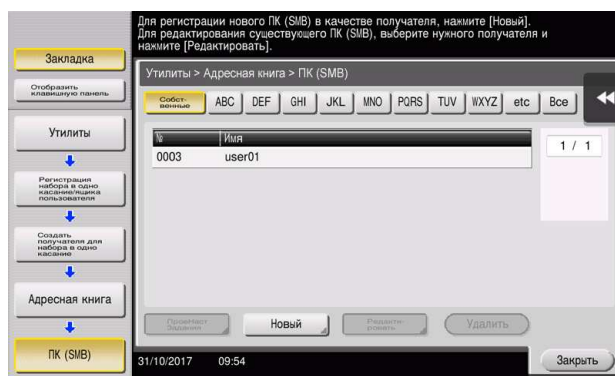 Для регистрации нового ПК (SMB) в качестве получателя, нажмите [Новый].
Для редактирования существующего ПК (SMB), выберите нужного получателя и
нажмите [Редактировать].
Закладка
Отобразить
клавишную панель
Утилиты
Регистрация
набора в одно
касание/ящика
пользователя
Создать
получателя для
набора в одно
касание
Адресная книга
ПК (SMB)
Утилиты > Адресная книга > ПК (SMB)
Собст-
венные
ABC DEF GHI JKL MNO PQRS TUV WXYZ etc Все
№ Имя
0003 user01
1 / 1
Задания
Новый
Редакти-
ровать
Удалить
31/10/2017 09:54
Закрыть